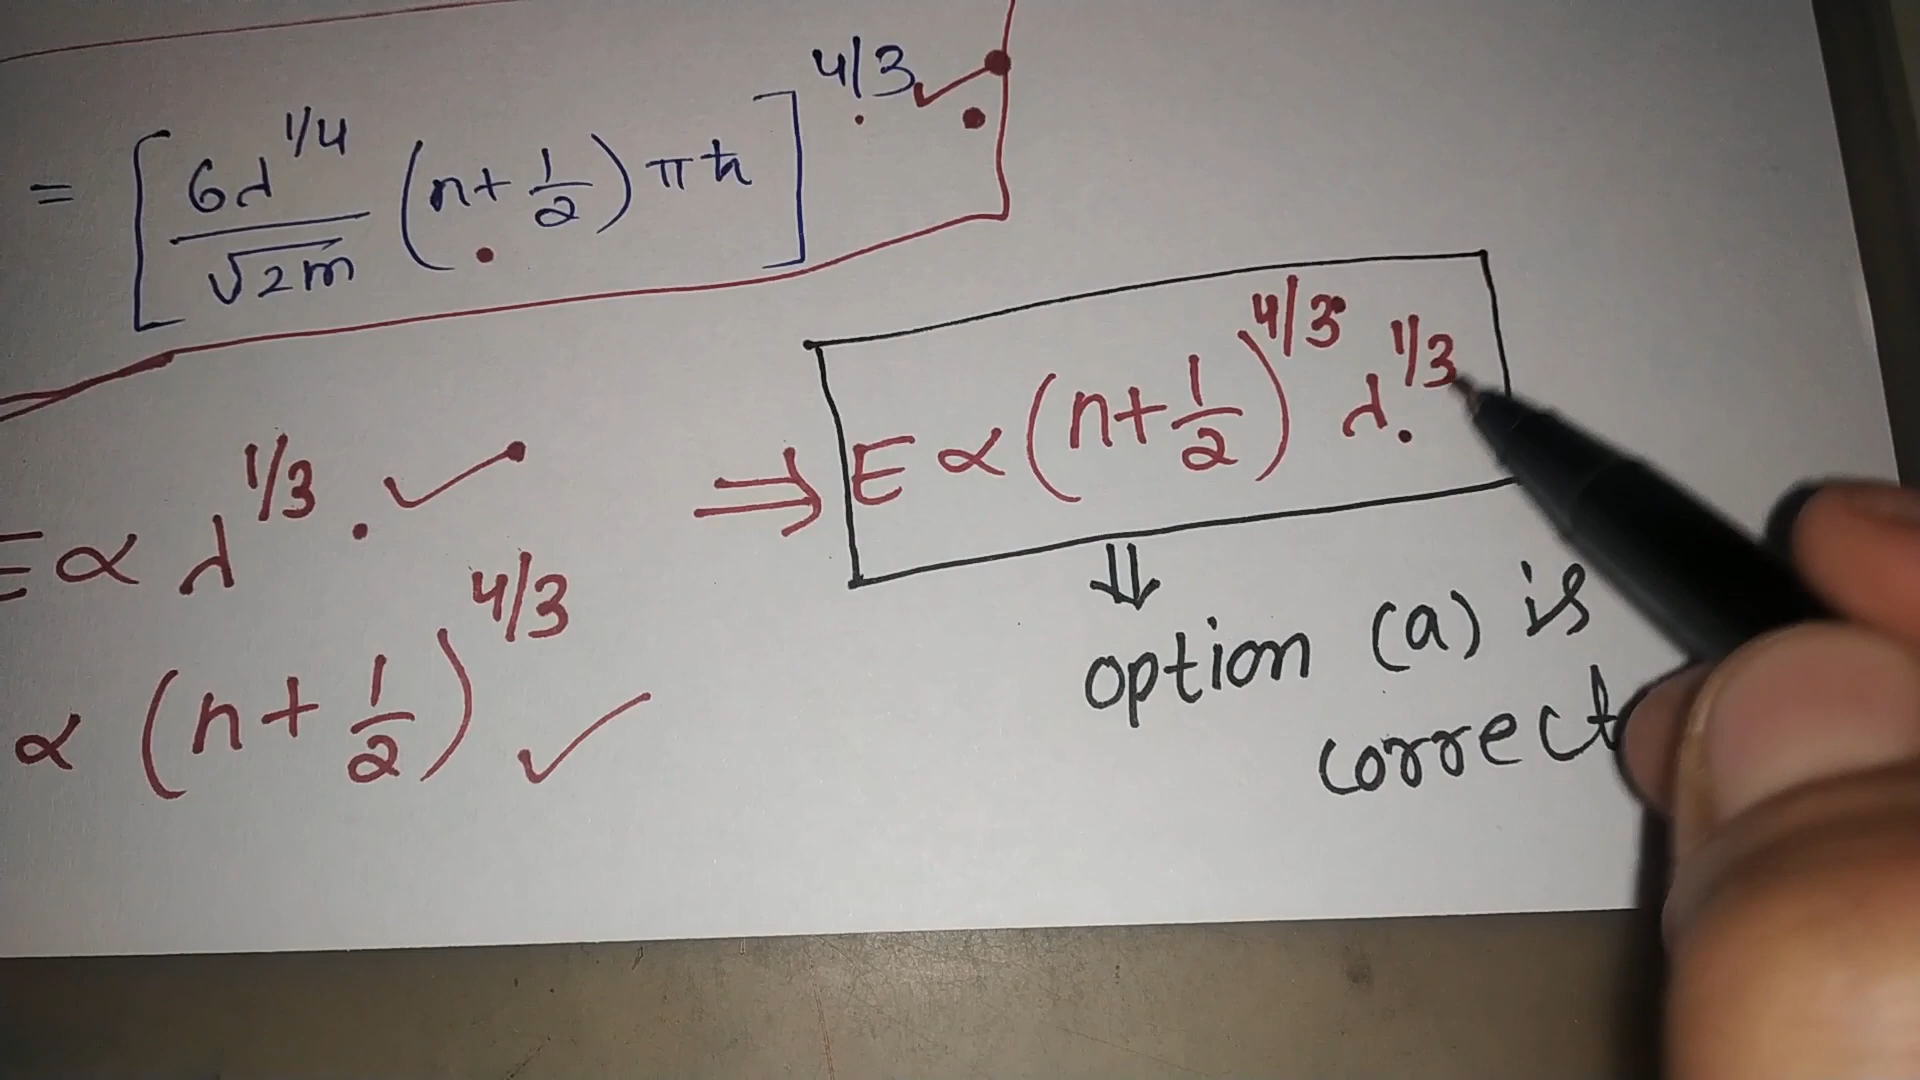 = [ 6λ^1/4 / √2m (n + 1/2) πħ ]^4/3
E ∝ λ^1/3 . ⇒ E ∝ (n + 1/2)^4/3 λ^1/3
∝ (n + 1/2)^4/3
⇓
option (a) is
correct